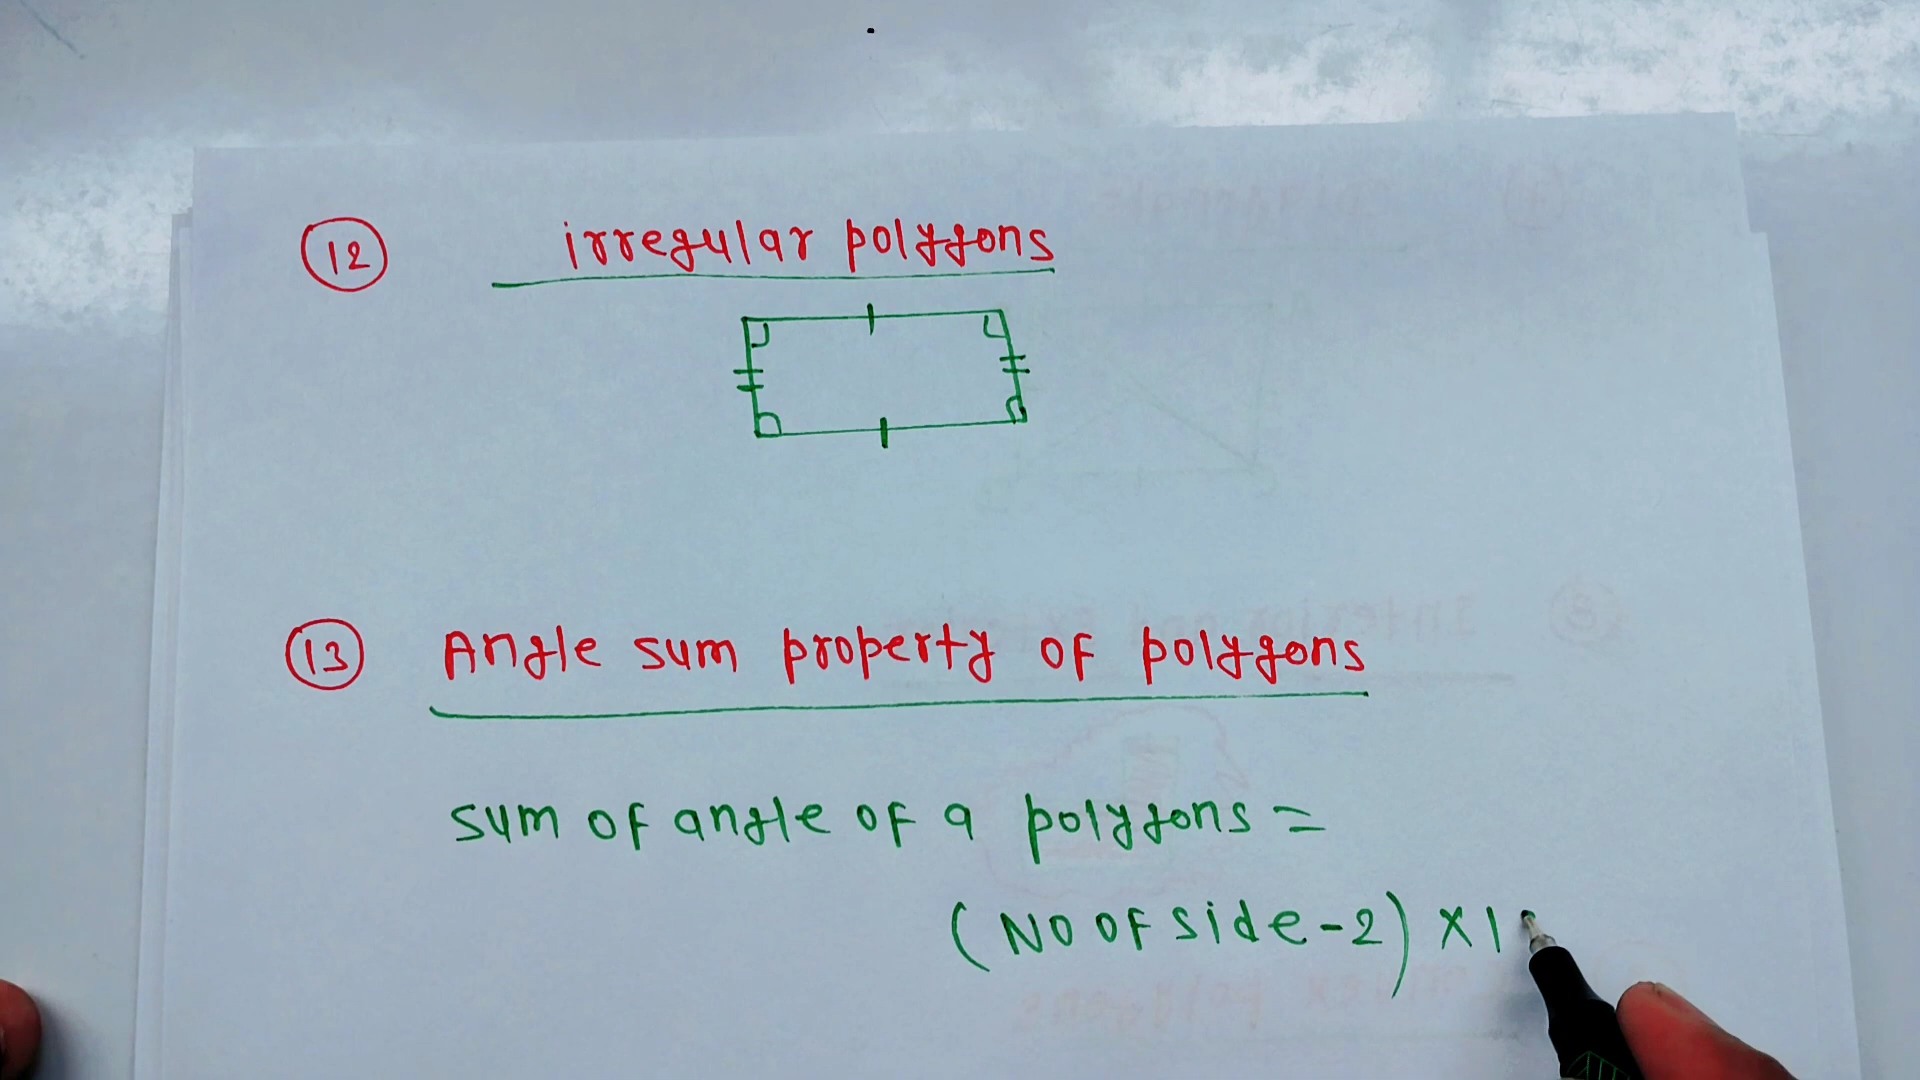 12 irregular polygons
13 Angle sum property of polygons
sum of angle of a polygons =
(NO OF side-2) × 1